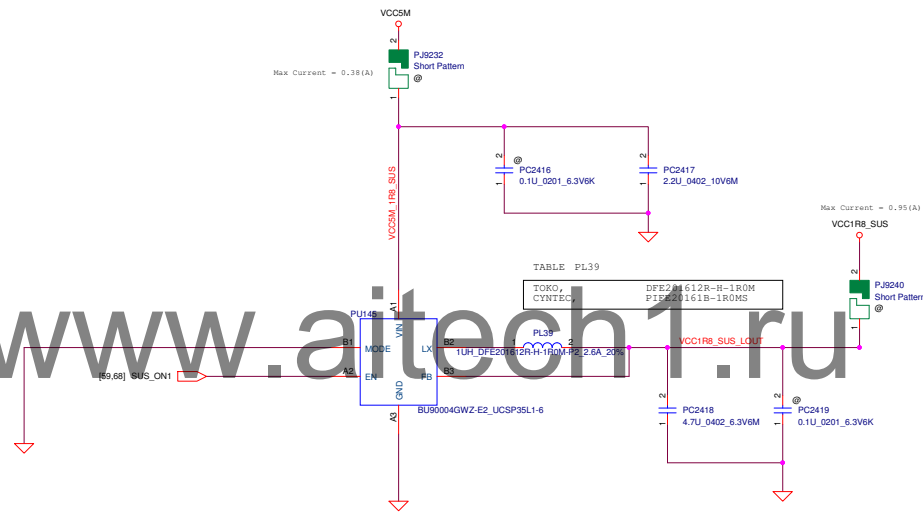 VCC5M
2
PJ9232
Short Pattern
@
Max Current = 0.38(A)
1
2
@
PC2416
0.1U_0201_6.3V6K
1
2
PC2417
2.2U_0402_10V6M
1
VCC5M_1R8_SUS
Max Current = 0.95(A)
VCC1R8_SUS
2
PJ9240
Short Pattern
@
1
TABLE PL39
TOKO, DFE201612R-H-1R0M
CYNTEC, PIFE20161B-1R0MS
PU145
A1
VIN
B1
MODE
LX
B2
A2
EN
FB
B3
GND
A3
BU90004GWZ-E2_UCSP35L1-6
PL39
1
2
1UH_DFE201612R-H-1R0M-P2_2.6A_20%
VCC1R8_SUS_LOUT
[59,68] SUS_ON1
2
PC2418
4.7U_0402_6.3V6M
1
2
@
PC2419
0.1U_0201_6.3V6K
1
www.aitech1.ru